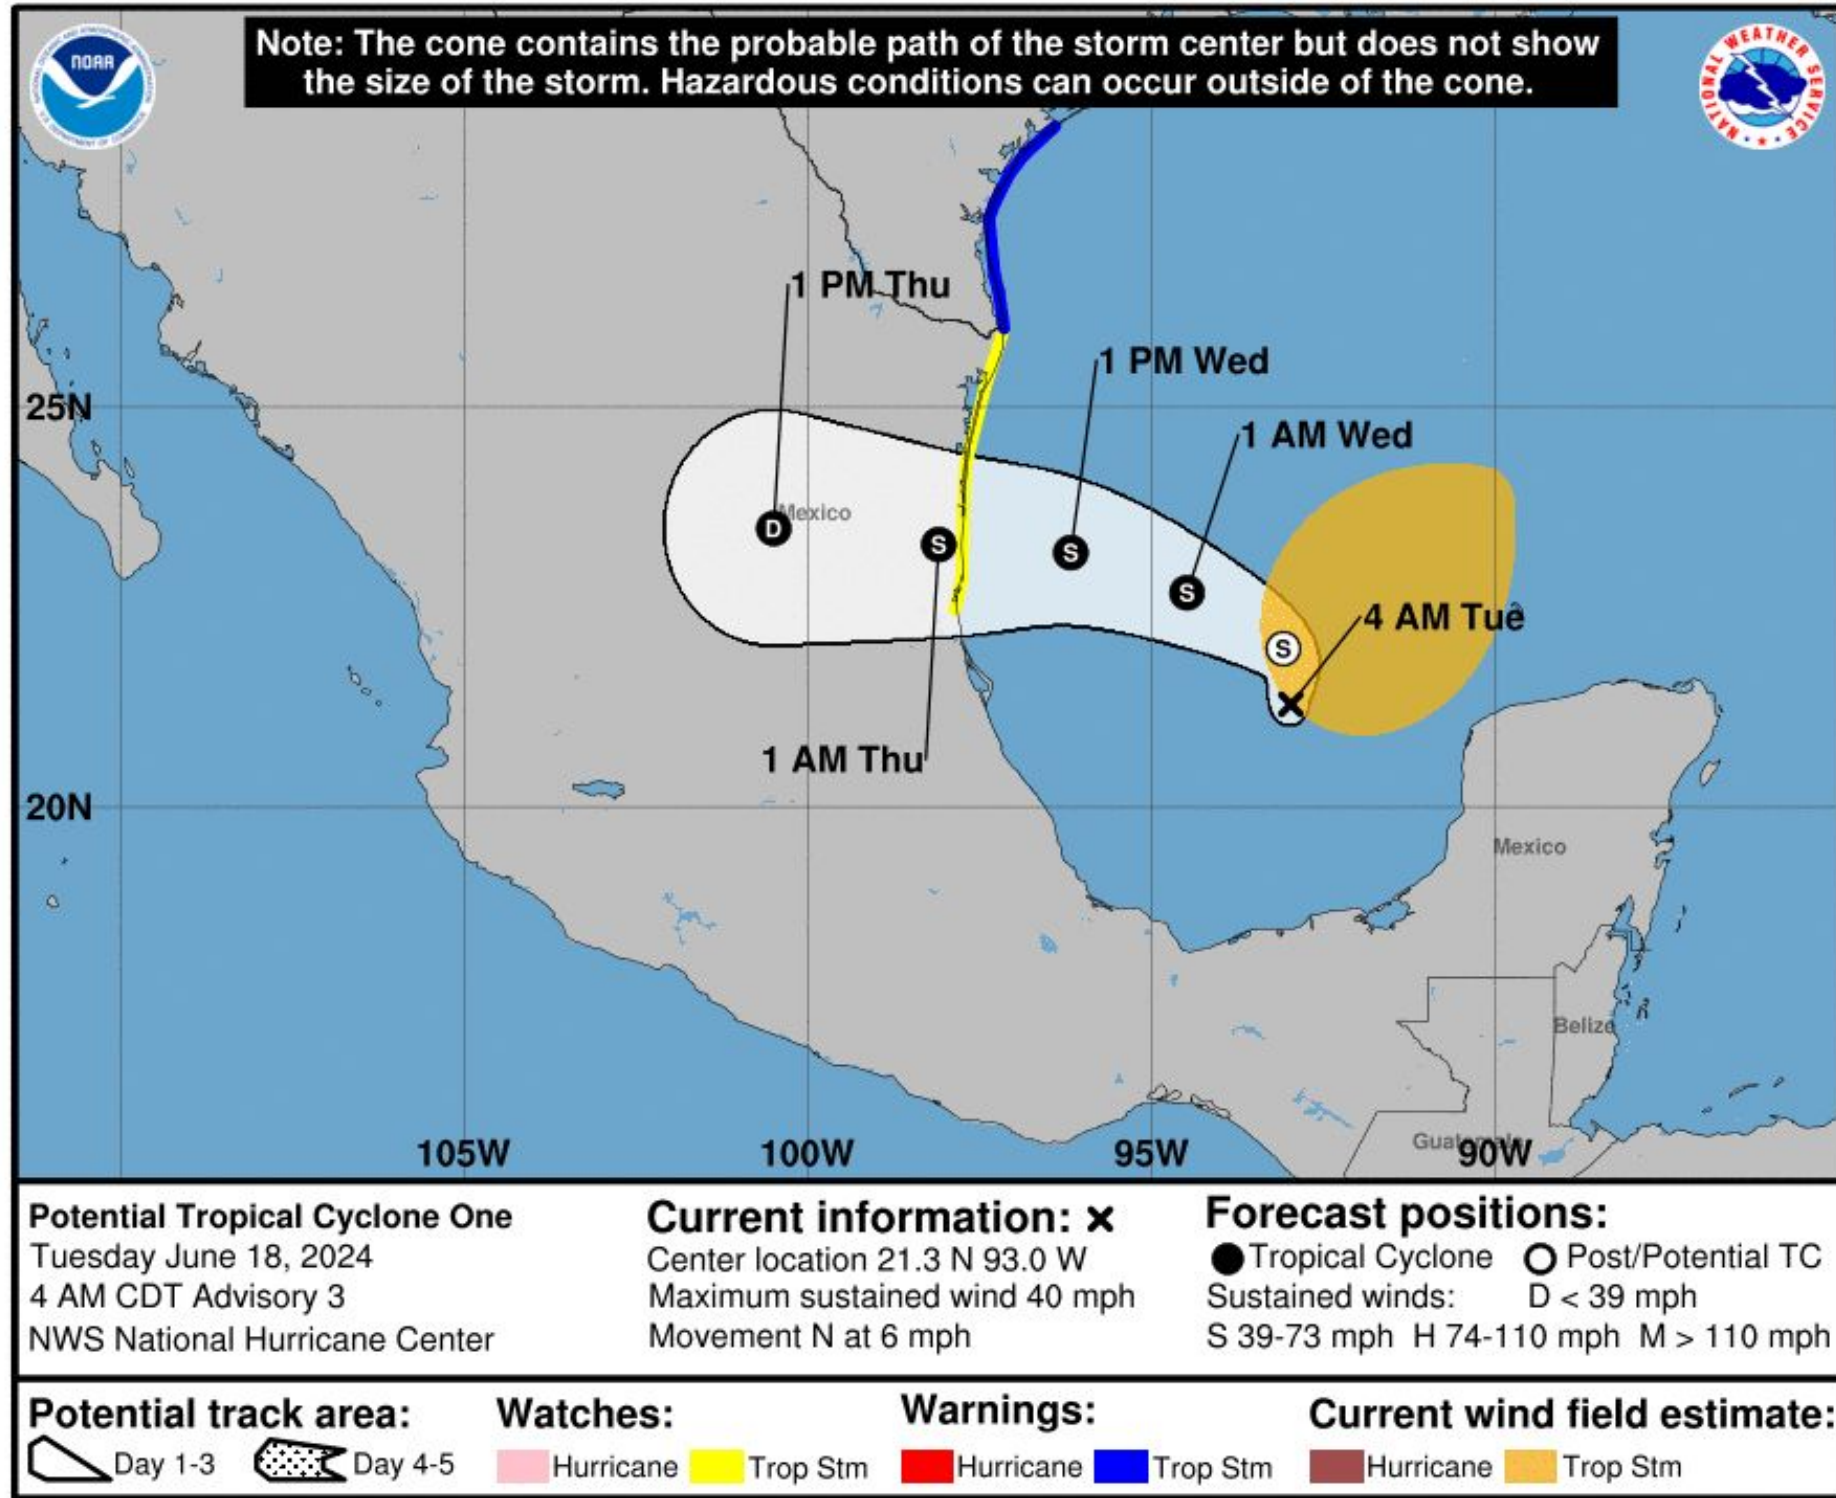 Note: The cone contains the probable path of the storm center but does not show
the size of the storm. Hazardous conditions can occur outside of the cone.
NOAA
NATIONAL WEATHER SERVICE
1 PM Thu
1 PM Wed
25N
1 AM Wed
Mexico
D
S
S
S
4 AM Tue
S
1 AM Thu
20N
Mexico
Belize
Guatemala
105W
100W
95W
90W
Potential Tropical Cyclone One
Tuesday June 18, 2024
4 AM CDT Advisory 3
NWS National Hurricane Center
Current information: x
Center location 21.3 N 93.0 W
Maximum sustained wind 40 mph
Movement N at 6 mph
Forecast positions:
Tropical Cyclone Post/Potential TC
Sustained winds: D < 39 mph
S 39-73 mph H 74-110 mph M > 110 mph
Potential track area:
Day 1-3 Day 4-5
Watches:
Hurricane Trop Stm
Warnings:
Hurricane Trop Stm
Current wind field estimate:
Hurricane Trop Stm